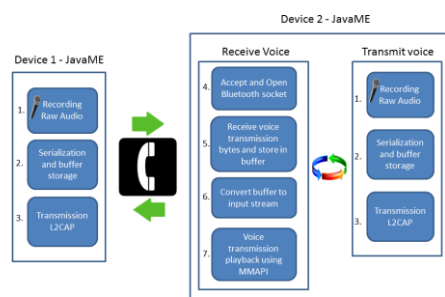 Device 2 - JavaME
Device 1 - JavaME
Receive Voice
Transmit voice
1.
Recording
Raw Audio
2.
Serialization
and buffer
storage
3.
Transmission
L2CAP
4.
Accept and Open
Bluetooth socket
5.
Receive voice
transmission
bytes and store in
buffer
6.
Convert buffer to
input stream
7.
Voice
transmission
playback using
MMAPI
1.
Recording
Raw Audio
2.
Serialization
and buffer
storage
3.
Transmission
L2CAP